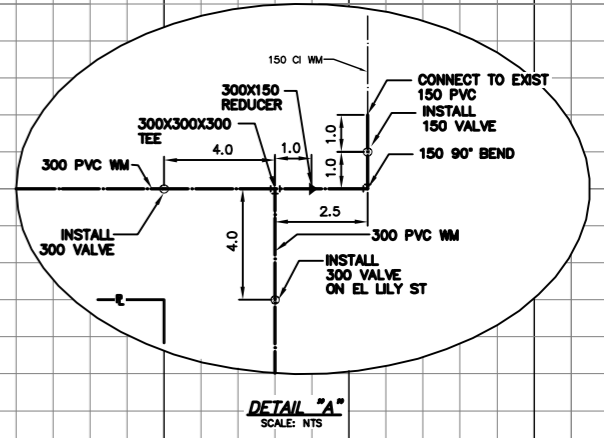 150 CI WM
CONNECT TO EXIST
150 PVC
300X150
REDUCER
INSTALL
150 VALVE
300X300X300
TEE
1.0
4.0
1.0
150 90° BEND
300 PVC WM
1.0
2.5
INSTALL
300 VALVE
4.0
300 PVC WM
INSTALL
300 VALVE
ON EL LILY ST
PL
DETAIL "A"
SCALE: NTS